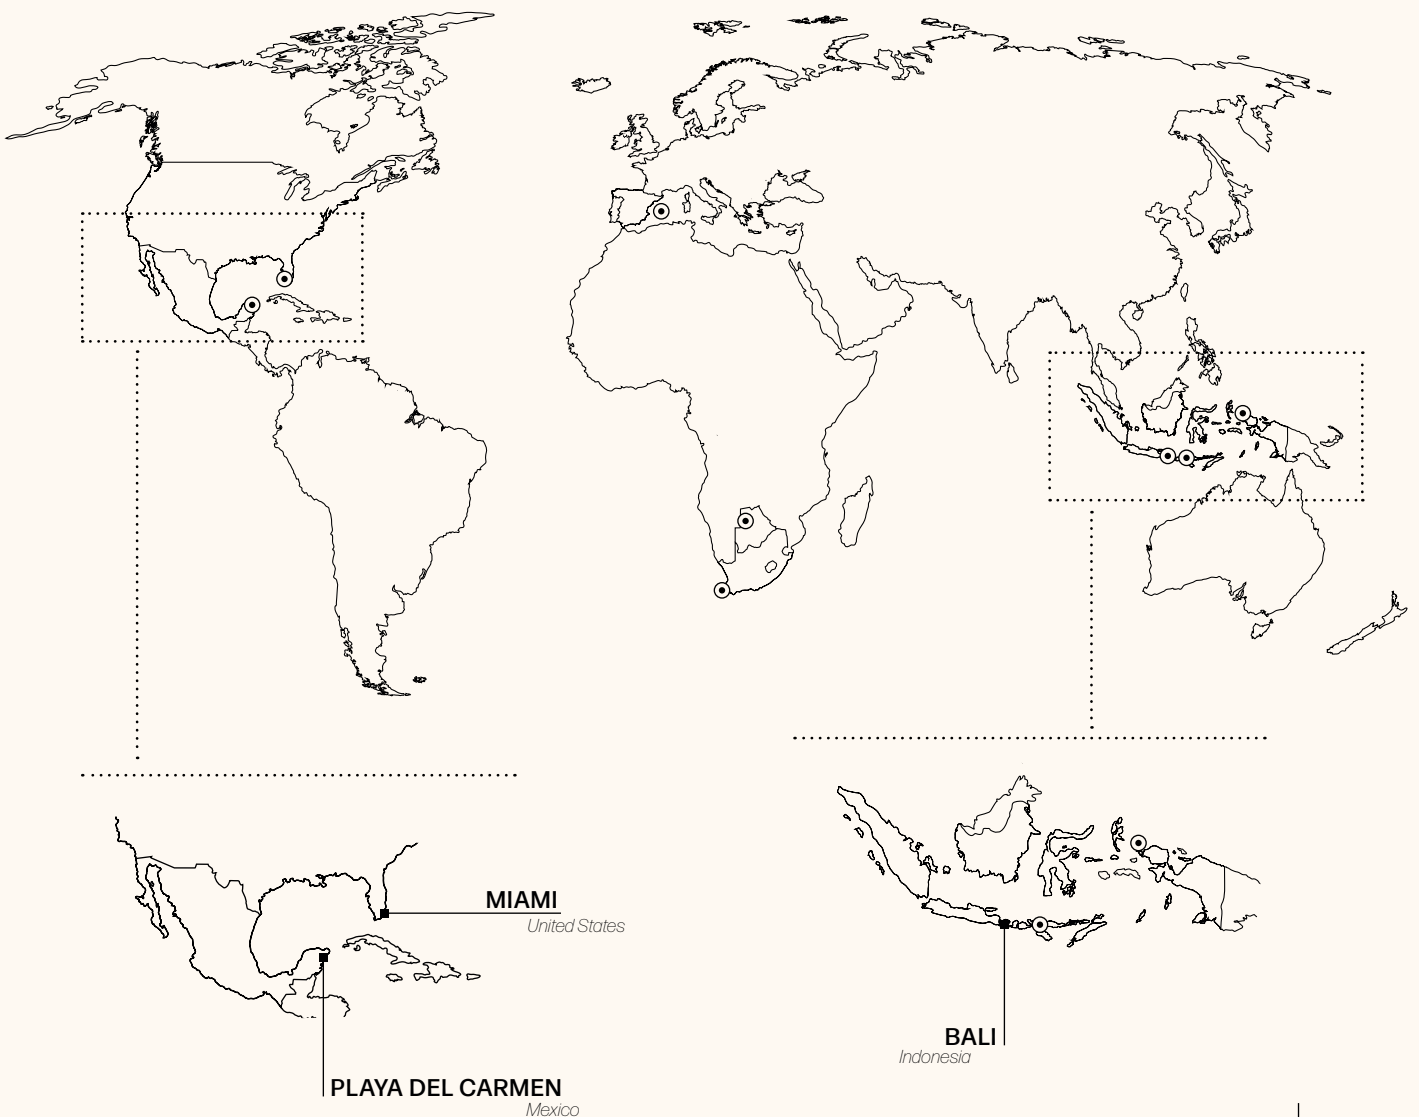 MIAMI
United States
BALI
Indonesia
PLAYA DEL CARMEN
Mexico